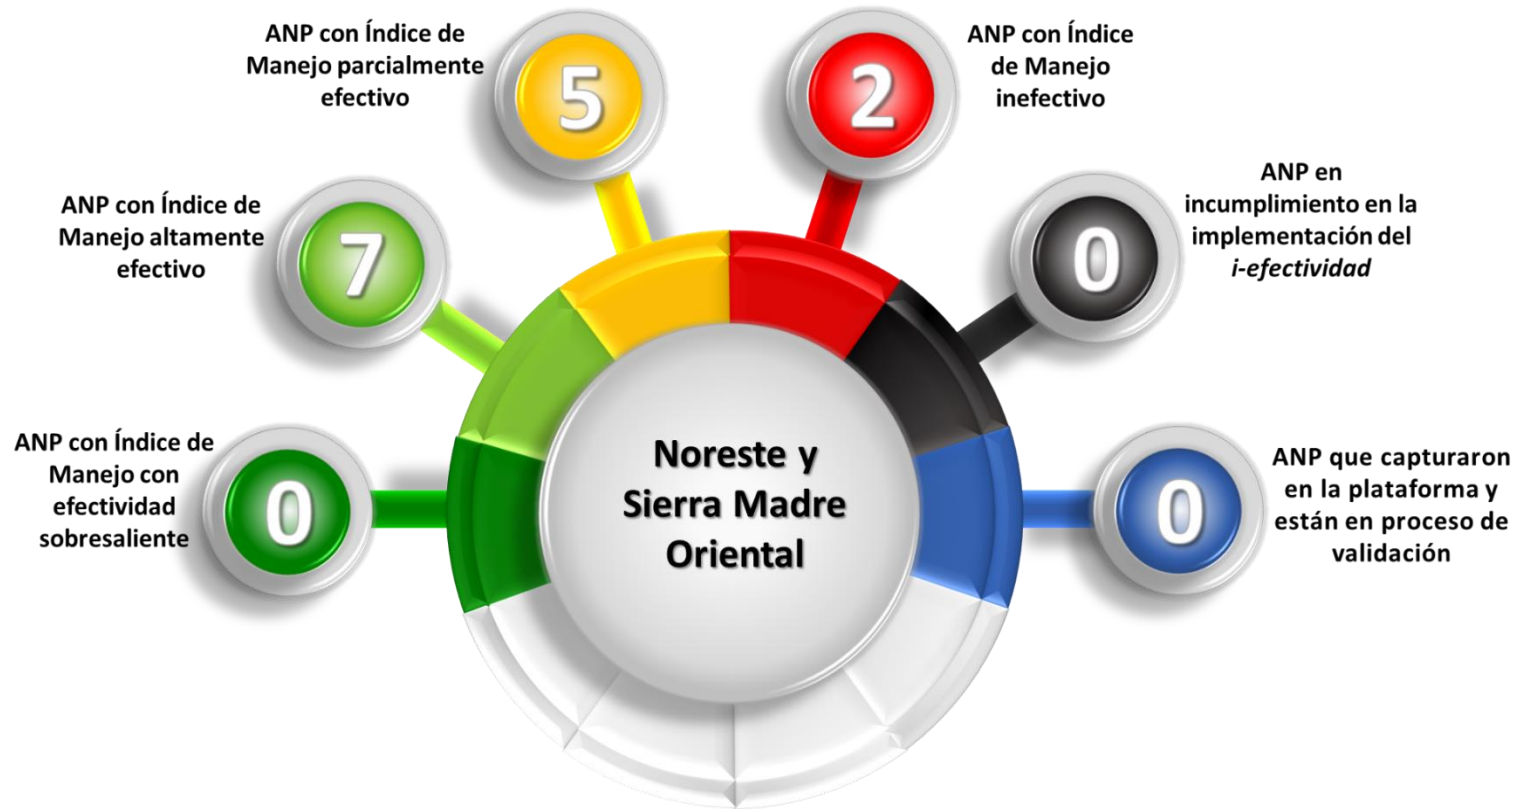 ANP con Índice de
Manejo parcialmente
efectivo
5
2
ANP con Índice
de Manejo
inefectivo
ANP con Índice de
Manejo altamente
efectivo
7
0
ANP en
incumplimiento en la
implementación del
i-efectividad
ANP con Índice de
Manejo con
efectividad
sobresaliente
0
Noreste y
Sierra Madre
Oriental
0
ANP que capturaron
en la plataforma y
están en proceso de
validación